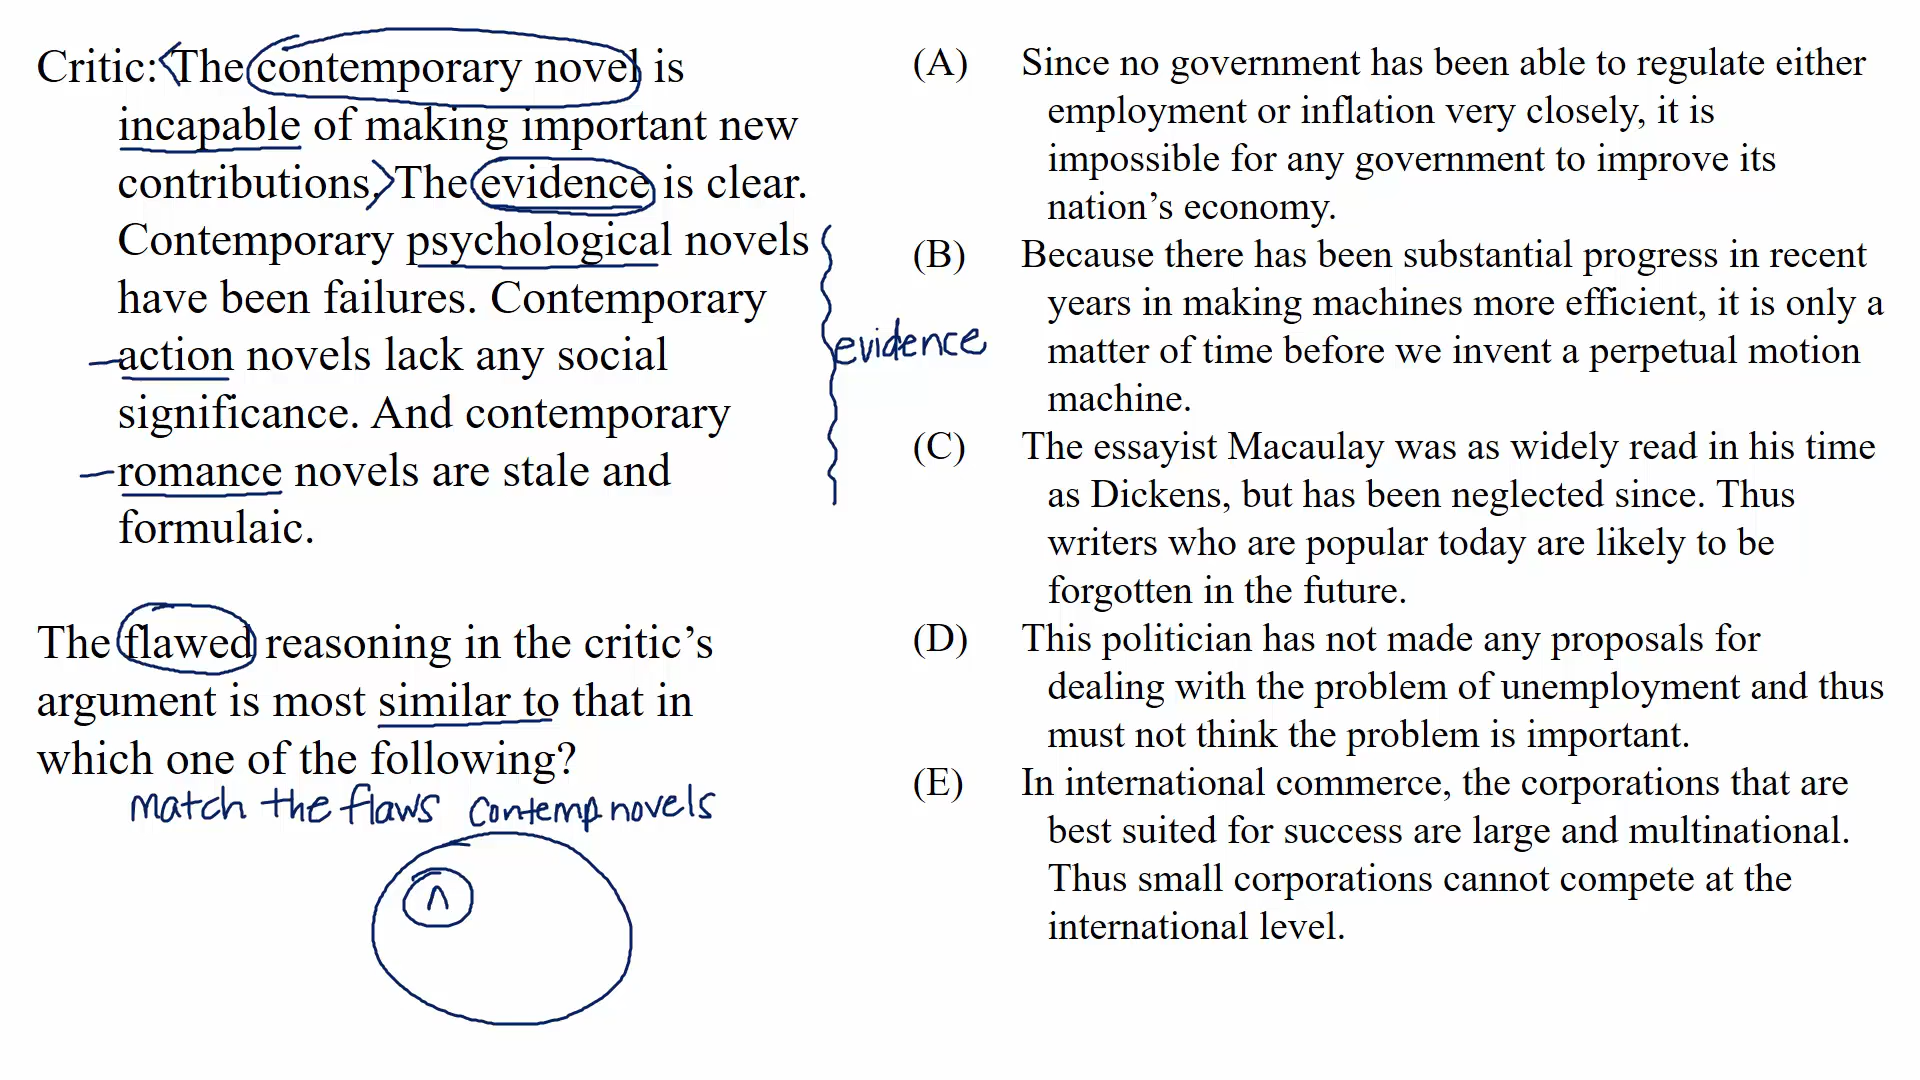 Critic: The contemporary novel is
incapable of making important new
contributions. The evidence is clear.
Contemporary psychological novels
have been failures. Contemporary
action novels lack any social
significance. And contemporary
romance novels are stale and
formulaic.
evidence
The flawed reasoning in the critic’s
argument is most similar to that in
which one of the following?
match the flaws
contemp. novels
(A) Since no government has been able to regulate either
employment or inflation very closely, it is
impossible for any government to improve its
nation’s economy.
(B) Because there has been substantial progress in recent
years in making machines more efficient, it is only a
matter of time before we invent a perpetual motion
machine.
(C) The essayist Macaulay was as widely read in his time
as Dickens, but has been neglected since. Thus
writers who are popular today are likely to be
forgotten in the future.
(D) This politician has not made any proposals for
dealing with the problem of unemployment and thus
must not think the problem is important.
(E) In international commerce, the corporations that are
best suited for success are large and multinational.
Thus small corporations cannot compete at the
international level.